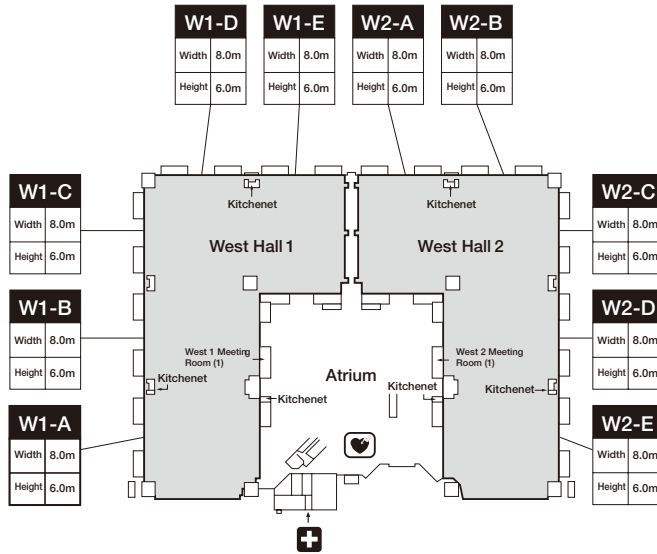 W1-D
Width 8.0m
Height 6.0m
W1-E
Width 8.0m
Height 6.0m
W2-A
Width 8.0m
Height 6.0m
W2-B
Width 8.0m
Height 6.0m
W1-C
Width 8.0m
Height 6.0m
W2-C
Width 8.0m
Height 6.0m
Kitchenet
Kitchenet
West Hall 1
West Hall 2
W1-B
Width 8.0m
Height 6.0m
W2-D
Width 8.0m
Height 6.0m
West 1 Meeting
Room (1)
West 2 Meeting
Room (1)
Atrium
Kitchenet
Kitchenet
Kitchenet
Kitchenet
W1-A
Width 8.0m
Height 6.0m
W2-E
Width 8.0m
Height 6.0m